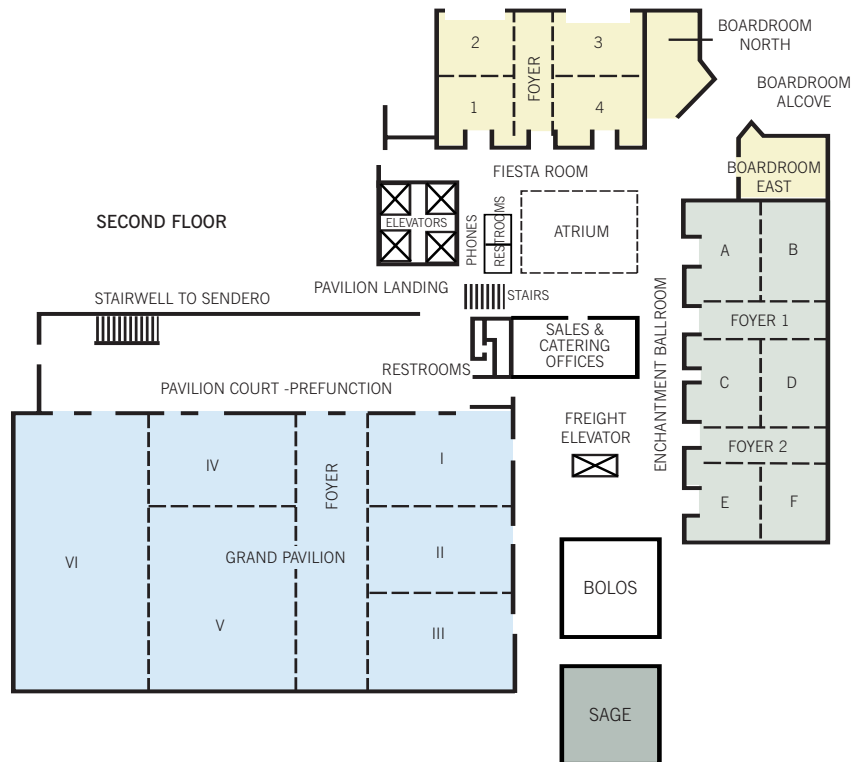 BOARDROOM
NORTH
2
3
FOYER
1
4
BOARDROOM
ALCOVE
FIESTA ROOM
BOARDROOM
EAST
SECOND FLOOR
ELEVATORS
PHONES
RESTROOMS
ATRIUM
A
B
PAVILION LANDING
STAIRS
STAIRWELL TO SENDERO
SALES &
CATERING
OFFICES
FOYER 1
RESTROOMS
ENCHANTMENT BALLROOM
C
D
PAVILION COURT -PREFUNCTION
FREIGHT
ELEVATOR
FOYER 2
IV
FOYER
I
E
F
VI
GRAND PAVILION
II
V
III
BOLOS
SAGE